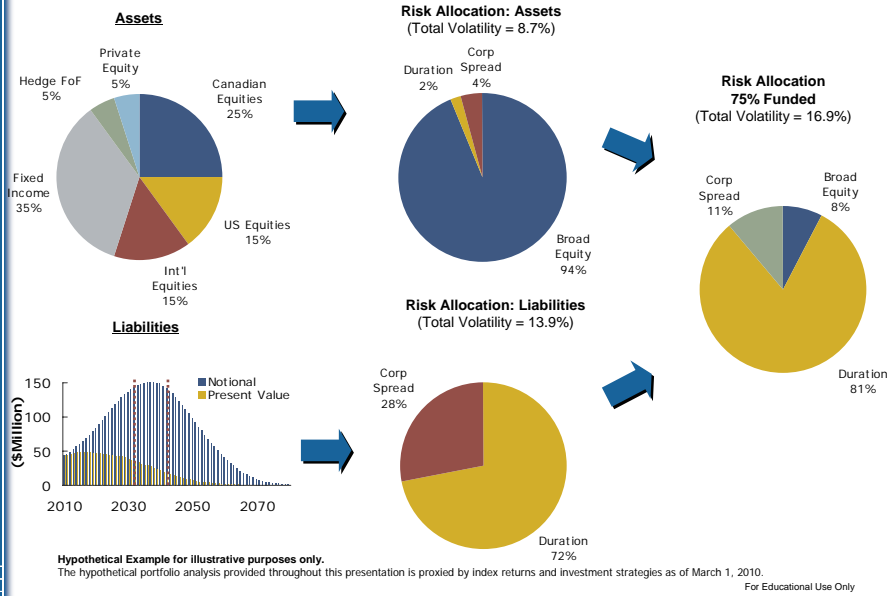 Assets
Private
Equity
5%
Hedge FoF
5%
Canadian
Equities
25%
Fixed
Income
35%
US Equities
15%
Int'l
Equities
15%
Risk Allocation: Assets
(Total Volatility = 8.7%)
Corp
Spread
4%
Duration
2%
Broad
Equity
94%
Risk Allocation
75% Funded
(Total Volatility = 16.9%)
Corp
Spread
11%
Broad
Equity
8%
Duration
81%
Liabilities
Notional
Present Value
($Million)
150
100
50
0
2010 2030 2050 2070
Risk Allocation: Liabilities
(Total Volatility = 13.9%)
Corp
Spread
28%
Duration
72%
Hypothetical Example for illustrative purposes only.
The hypothetical portfolio analysis provided throughout this presentation is proxied by index returns and investment strategies as of March 1, 2010.
For Educational Use Only